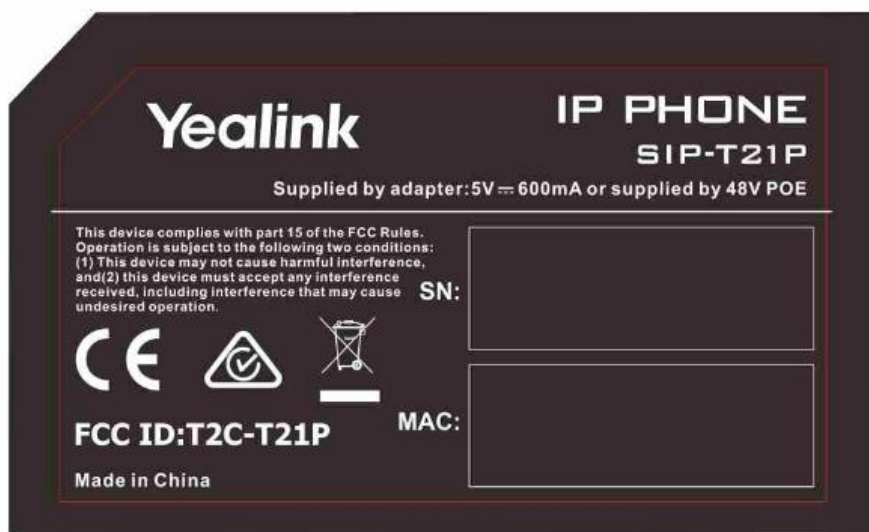 Yealink
IP PHONE
SIP-T21P
Supplied by adapter:5V⎓600mA or supplied by 48V POE
This device complies with part 15 of the FCC Rules.
Operation is subject to the following two conditions:
(1) This device may not cause harmful interference,
and(2) this device must accept any interference
received, including interference that may cause
undesired operation.
SN:
CE
FCC ID:T2C-T21P
MAC:
Made in China